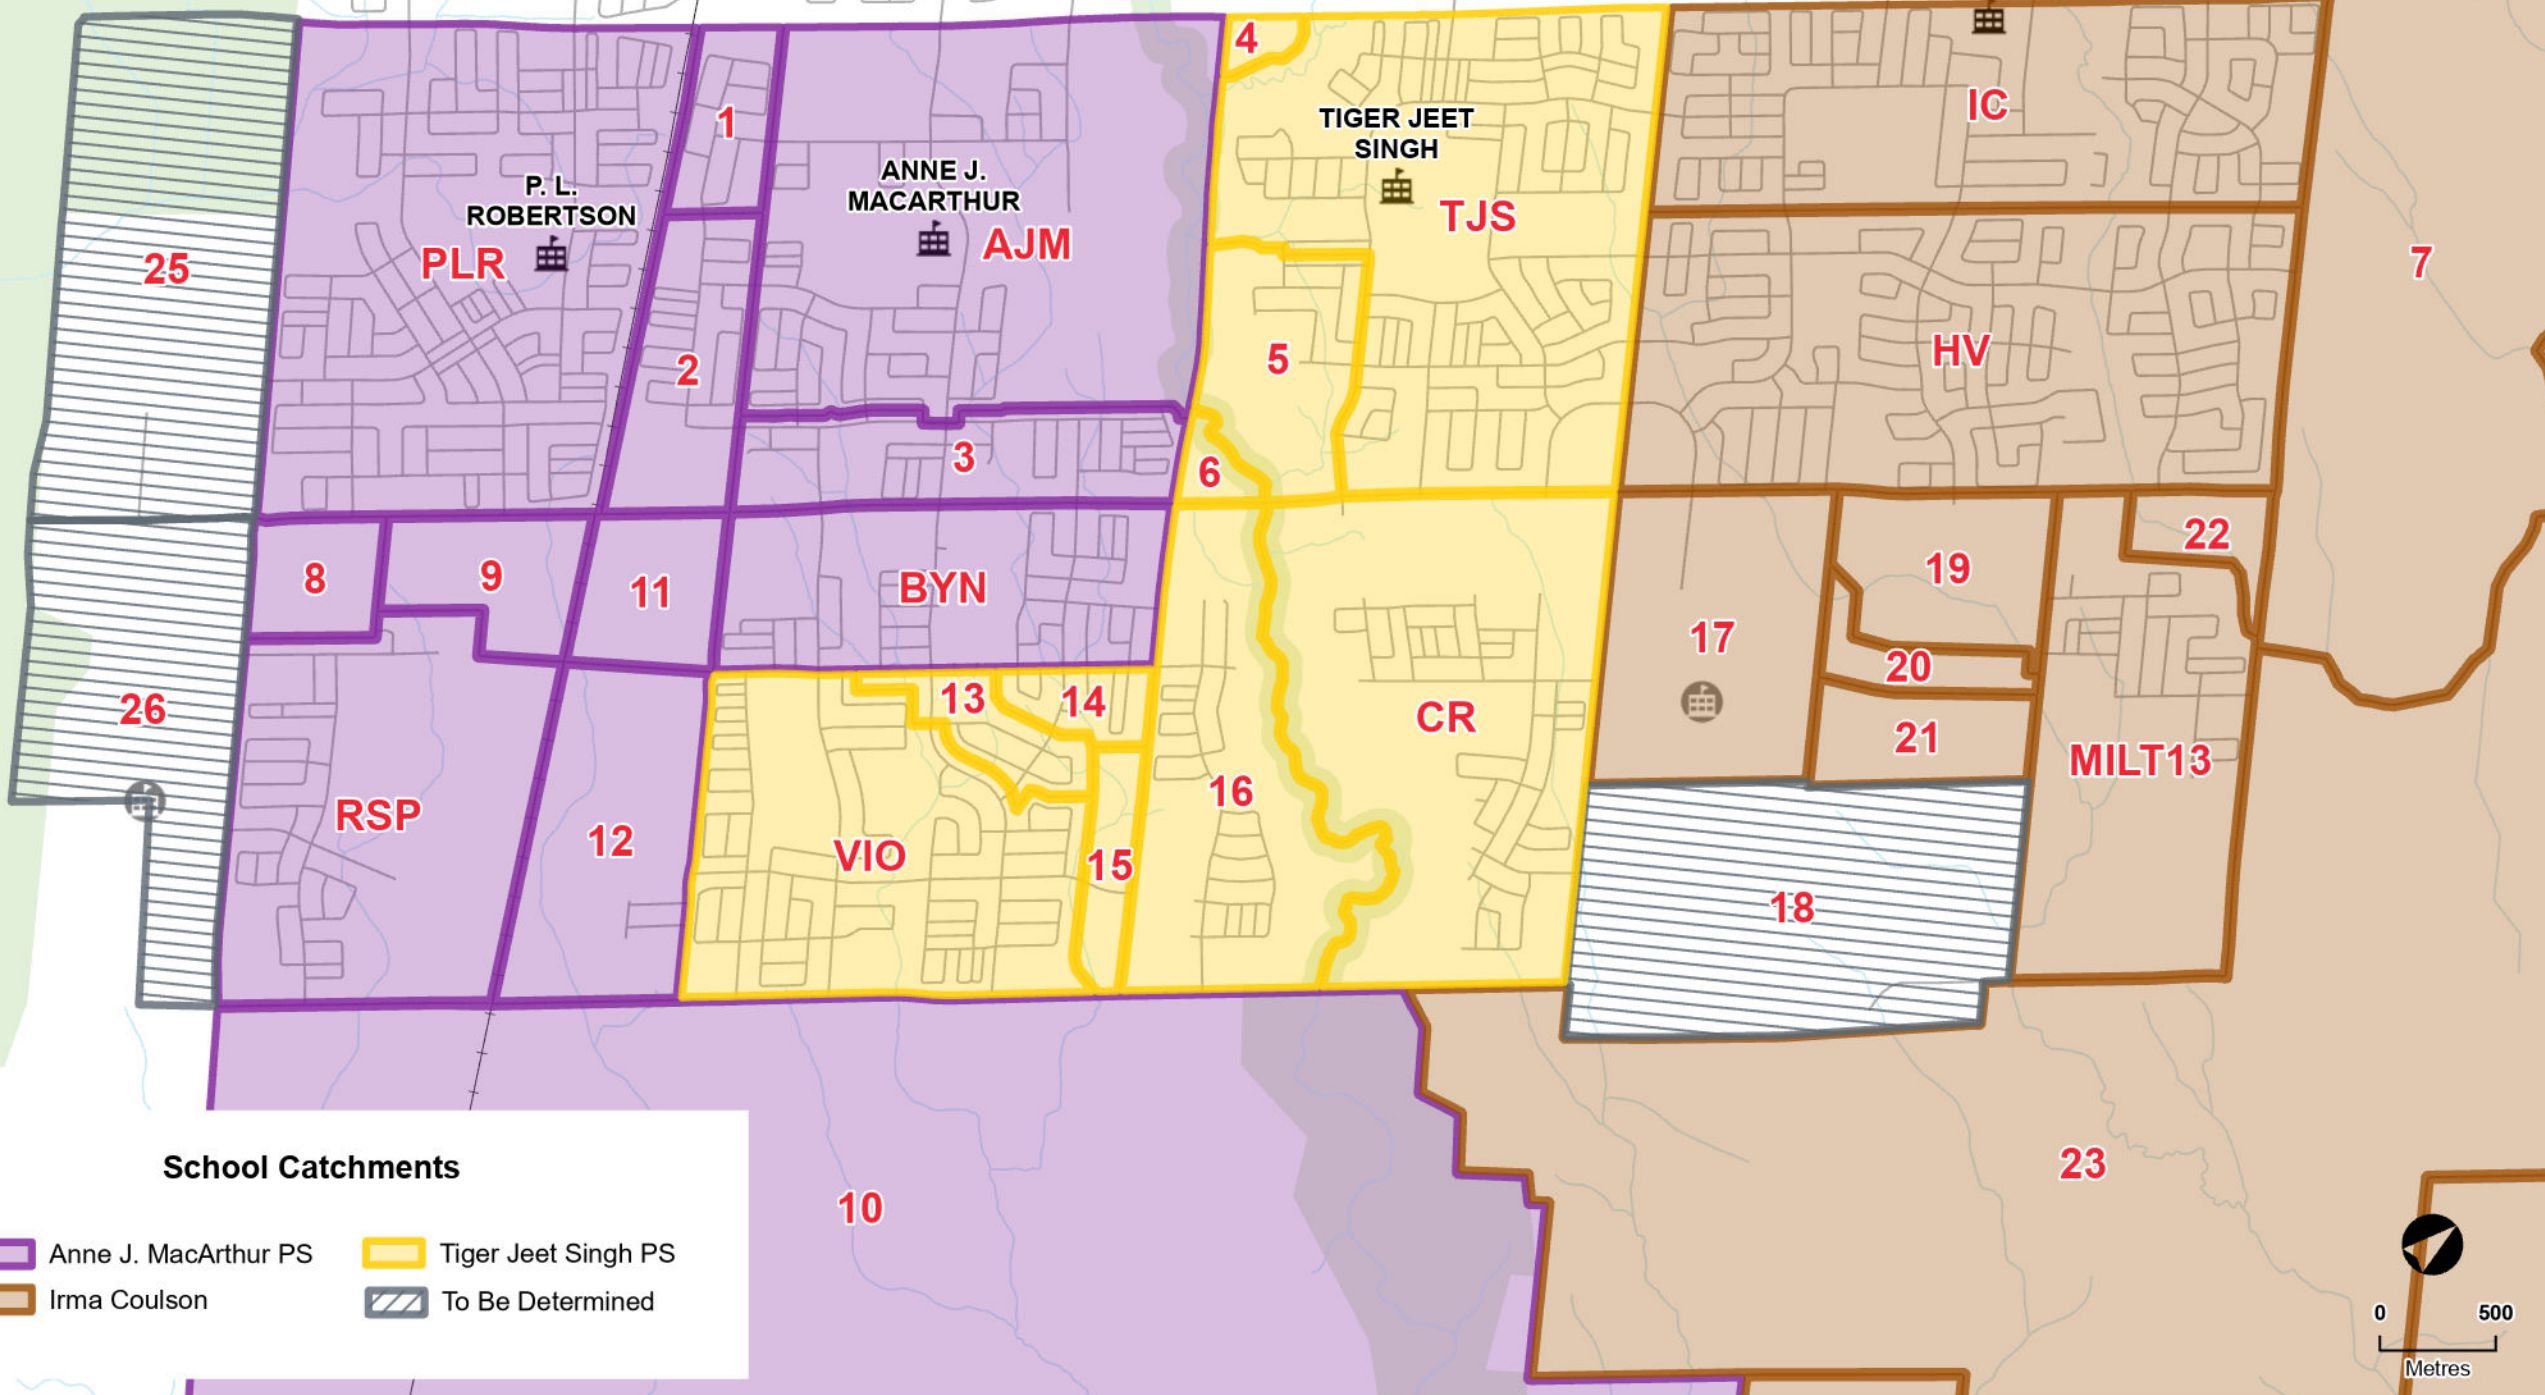 4
IC
1
TIGER JEET
SINGH
ANNE J.
MACARTHUR
P. L.
ROBERTSON
TJS
AJM
PLR
25
7
HV
5
2
3
6
22
19
8
9
11
BYN
17
20
13
14
26
CR
21
MILT13
16
RSP
12
VIO
15
18
23
10
School Catchments
Anne J. MacArthur PS
Tiger Jeet Singh PS
Irma Coulson
To Be Determined
0 500
Metres